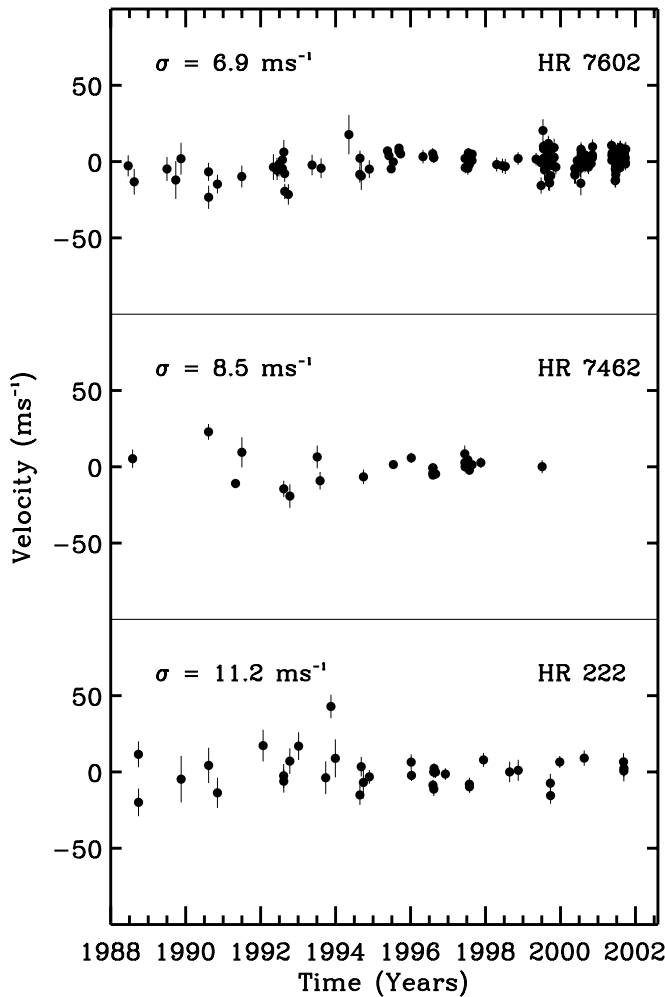 σ = 6.9 ms⁻¹ HR 7602
50
0
−50
σ = 8.5 ms⁻¹ HR 7462
50
0
−50
Velocity (ms⁻¹)
σ = 11.2 ms⁻¹ HR 222
50
0
−50
1988 1990 1992 1994 1996 1998 2000 2002
Time (Years)